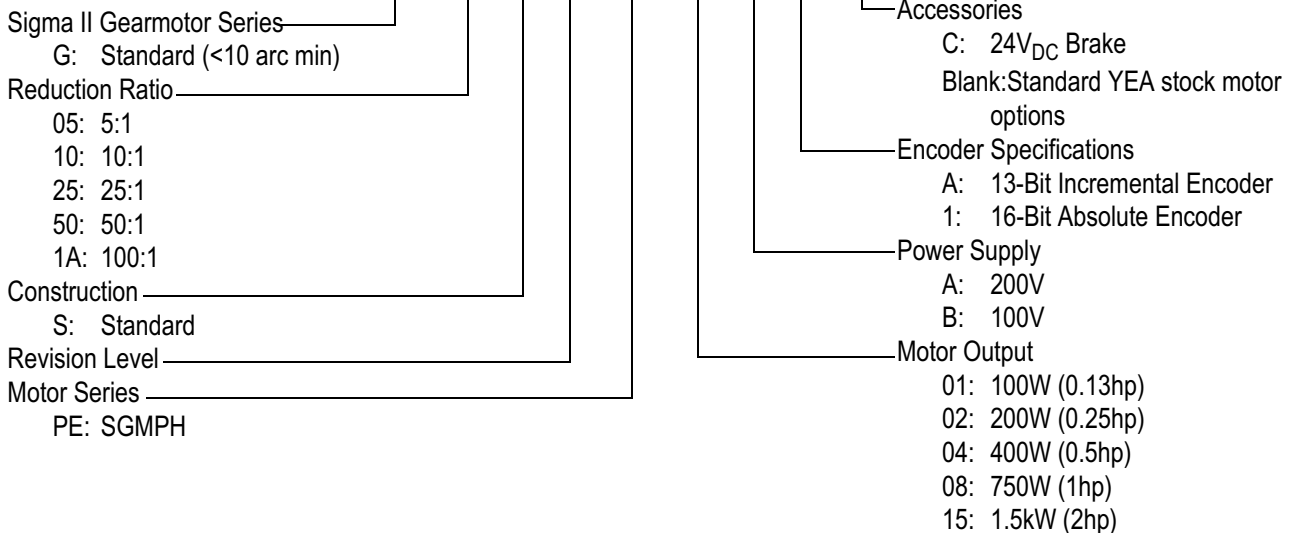 Sigma II Gearmotor Series
G: Standard (<10 arc min)
Reduction Ratio
05: 5:1
10: 10:1
25: 25:1
50: 50:1
1A: 100:1
Construction
S: Standard
Revision Level
Motor Series
PE: SGMPH
Accessories
C: 24VDC Brake
Blank:Standard YEA stock motor
options
Encoder Specifications
A: 13-Bit Incremental Encoder
1: 16-Bit Absolute Encoder
Power Supply
A: 200V
B: 100V
Motor Output
01: 100W (0.13hp)
02: 200W (0.25hp)
04: 400W (0.5hp)
08: 750W (1hp)
15: 1.5kW (2hp)